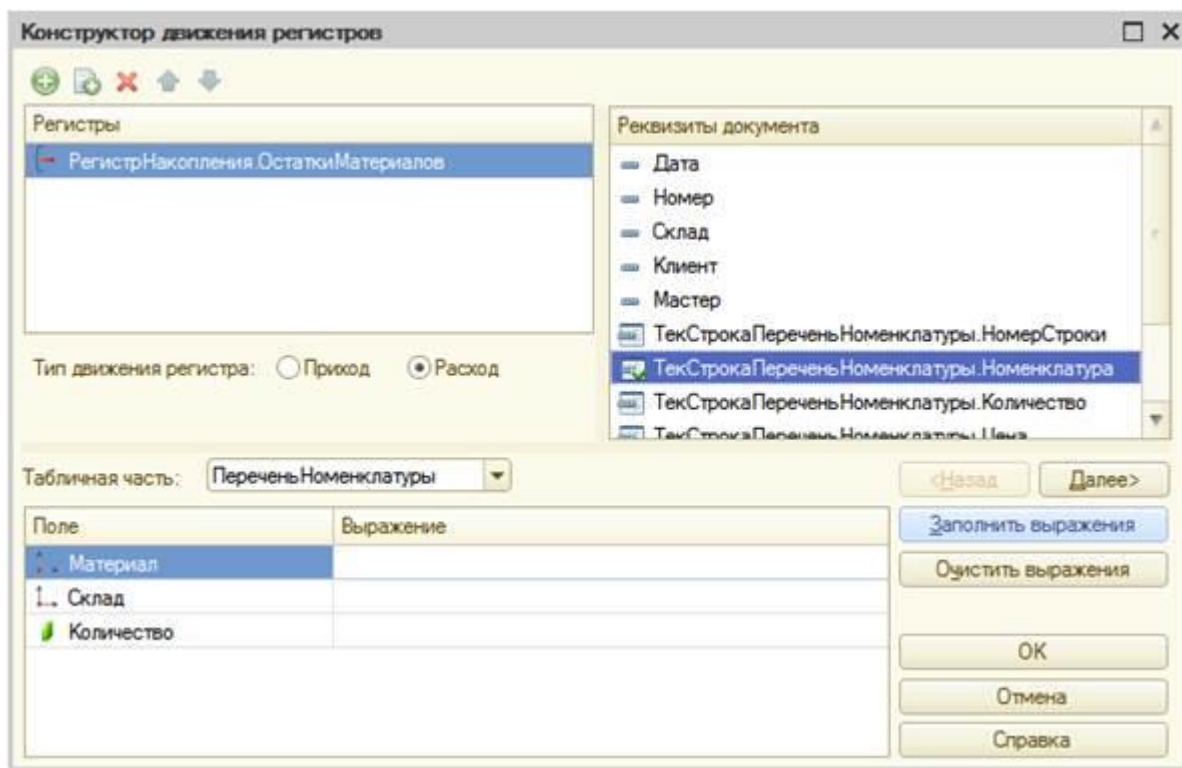 Конструктор движения регистров
Регистры
РегистрНакопления.ОстаткиМатериалов
Тип движения регистра:
Приход
Расход
Реквизиты документа
Дата
Номер
Склад
Клиент
Мастер
ТекСтрокаПереченьНоменклатуры.НомерСтроки
ТекСтрокаПереченьНоменклатуры.Номенклатура
ТекСтрокаПереченьНоменклатуры.Количество
ТекСтрокаПереченьНоменклатуры.Цена
Табличная часть:
ПереченьНоменклатуры
<Назад
Далее>
Поле
Выражение
Материал
Склад
Количество
Заполнить выражения
Очистить выражения
ОК
Отмена
Справка